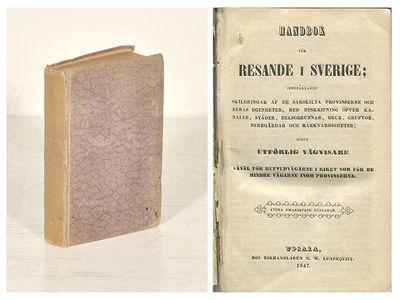 HANDBOK
FÖR
RESANDE I SVERIGE;
INNEHÅLLANDE
SKILDRINGAR AF DE SÄRSKILTA PROVINSERNE OCH
DERAS EGENHETER, MED BESKRIFNING ÖFVER KA-
NALER, STÄDER, HELSOBRUNNAR, BRUK, GRUFVOR,
HERRGÅRDAR OCH MÄRKVÄRDIGHETER;
JEMTE
UTFÖRLIG VÄGVISARE
SÅVÄL FÖR HUFVUDVÄGARNE I RIKET SOM FÖR DE
MINDRE VÄGARNE INOM PROVINSERNA.
ANDRA OMARBETADE UPPLAGAN.
UPSALA,
HOS BOKHANDLAREN N. W. LUNDEQUIST.
1847.